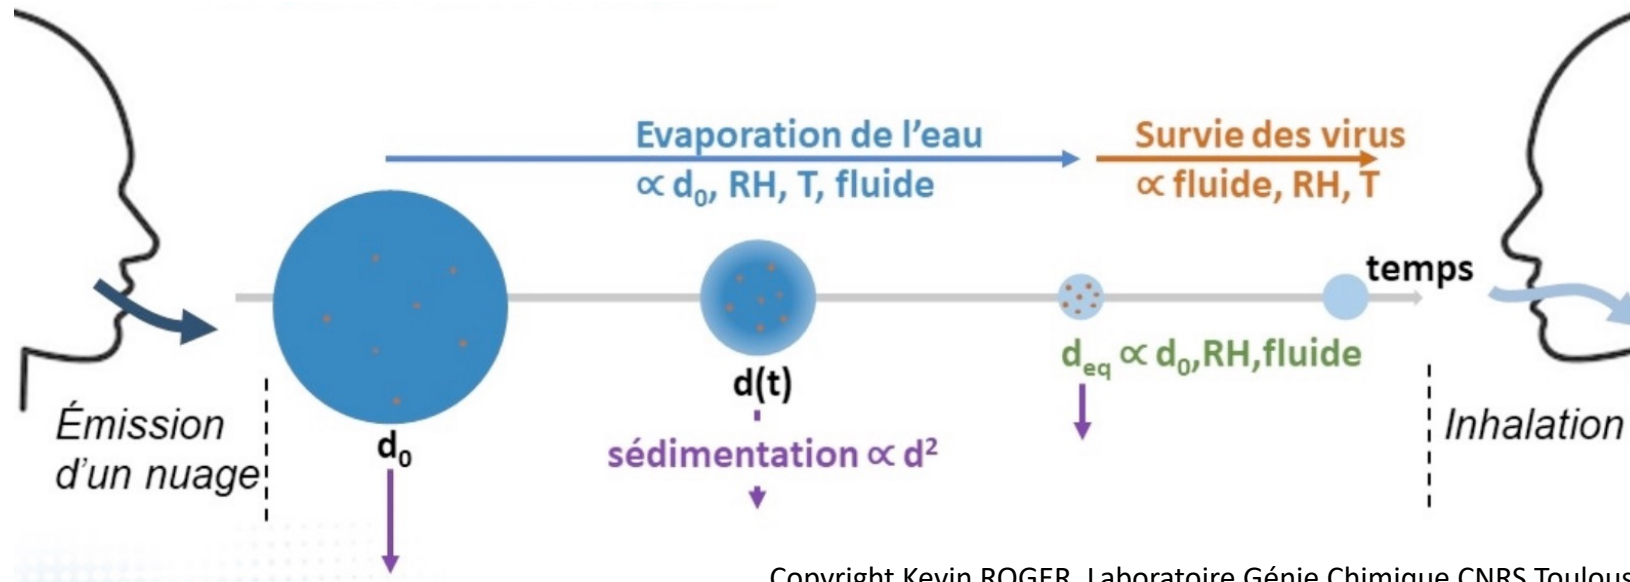 Evaporation de l’eau
∝ d₀, RH, T, fluide
Survie des virus
∝ fluide, RH, T
temps
d_eq ∝ d₀,RH,fluide
d(t)
Émission
d’un nuage
d₀
sédimentation ∝ d²
Inhalation
Copyright Kevin ROGER, Laboratoire Génie Chimique CNRS Toulous